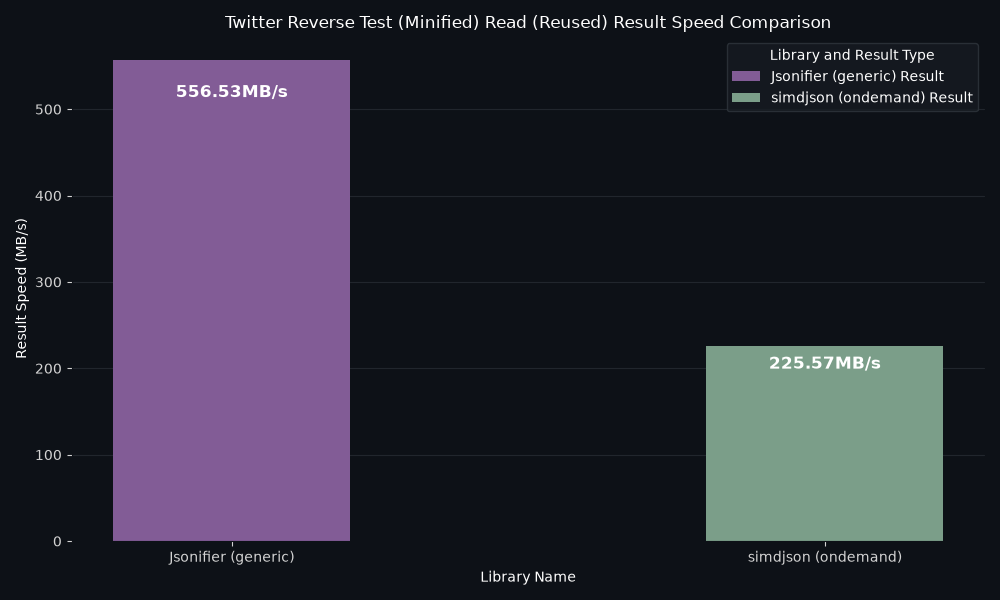 Twitter Reverse Test (Minified) Read (Reused) Result Speed Comparison
Library and Result Type
Jsonifier (generic) Result
simdjson (ondemand) Result
556.53MB/s
225.57MB/s
Result Speed (MB/s)
500
400
300
200
100
0
Jsonifier (generic)
simdjson (ondemand)
Library Name